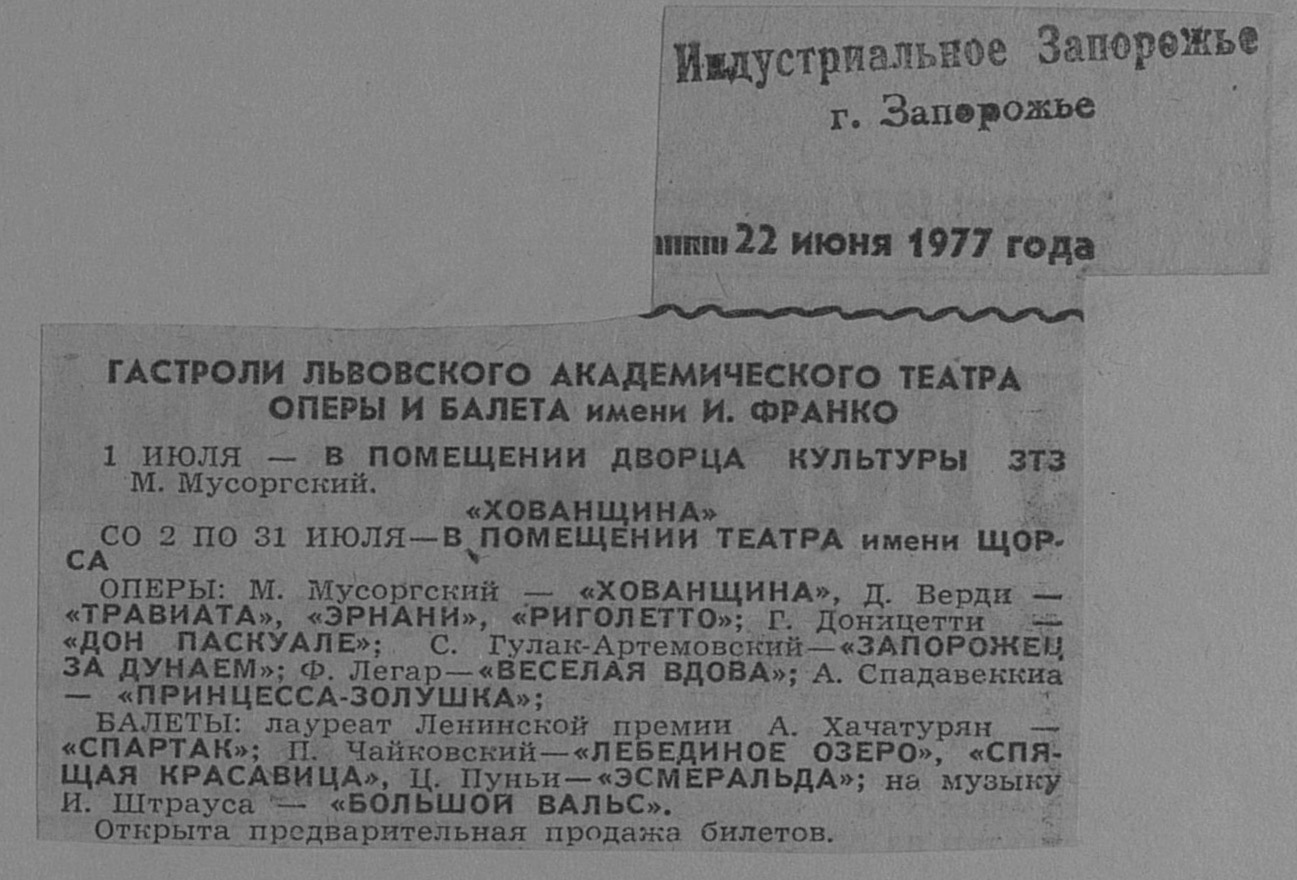 Индустриальное Запорожье
г. Запорожье
22 июня 1977 года
ГАСТРОЛИ ЛЬВОВСКОГО АКАДЕМИЧЕСКОГО ТЕАТРА
ОПЕРЫ И БАЛЕТА имени И. ФРАНКО
1 ИЮЛЯ — В ПОМЕЩЕНИИ ДВОРЦА КУЛЬТУРЫ ЗТЗ
М. Мусоргский.
«ХОВАНЩИНА»
СО 2 ПО 31 ИЮЛЯ—В ПОМЕЩЕНИИ ТЕАТРА имени ЩОР-
СА
ОПЕРЫ: М. Мусоргский — «ХОВАНЩИНА», Д. Верди —
«ТРАВИАТА», «ЭРНАНИ», «РИГОЛЕТТО»; Г. Доницетти —
«ДОН ПАСКУАЛЕ»; С. Гулак-Артемовский—«ЗАПОРОЖЕЦ
ЗА ДУНАЕМ»; Ф. Легар—«ВЕСЕЛАЯ ВДОВА»; А. Спадавеккиа
— «ПРИНЦЕССА-ЗОЛУШКА»;
БАЛЕТЫ: лауреат Ленинской премии А. Хачатурян —
«СПАРТАК»; П. Чайковский—«ЛЕБЕДИНОЕ ОЗЕРО», «СПЯ-
ЩАЯ КРАСАВИЦА», Ц. Пуньи—«ЭСМЕРАЛЬДА»; на музыку
И. Штрауса — «БОЛЬШОЙ ВАЛЬС».
Открыта предварительная продажа билетов.